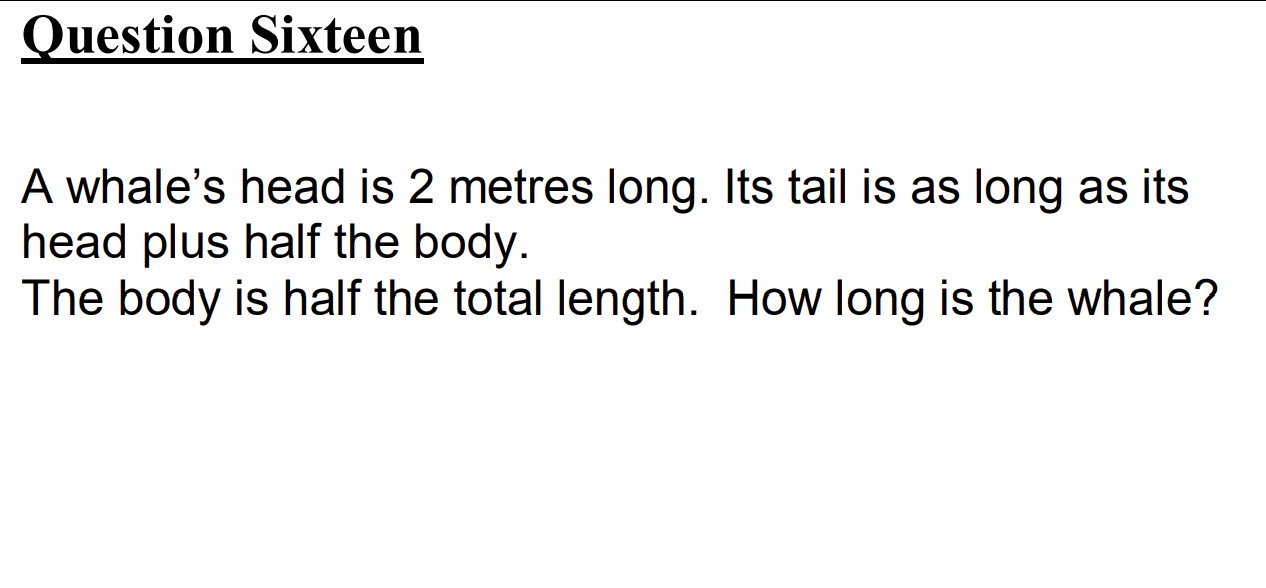 Question Sixteen
A whale’s head is 2 metres long. Its tail is as long as its
head plus half the body.
The body is half the total length.  How long is the whale?